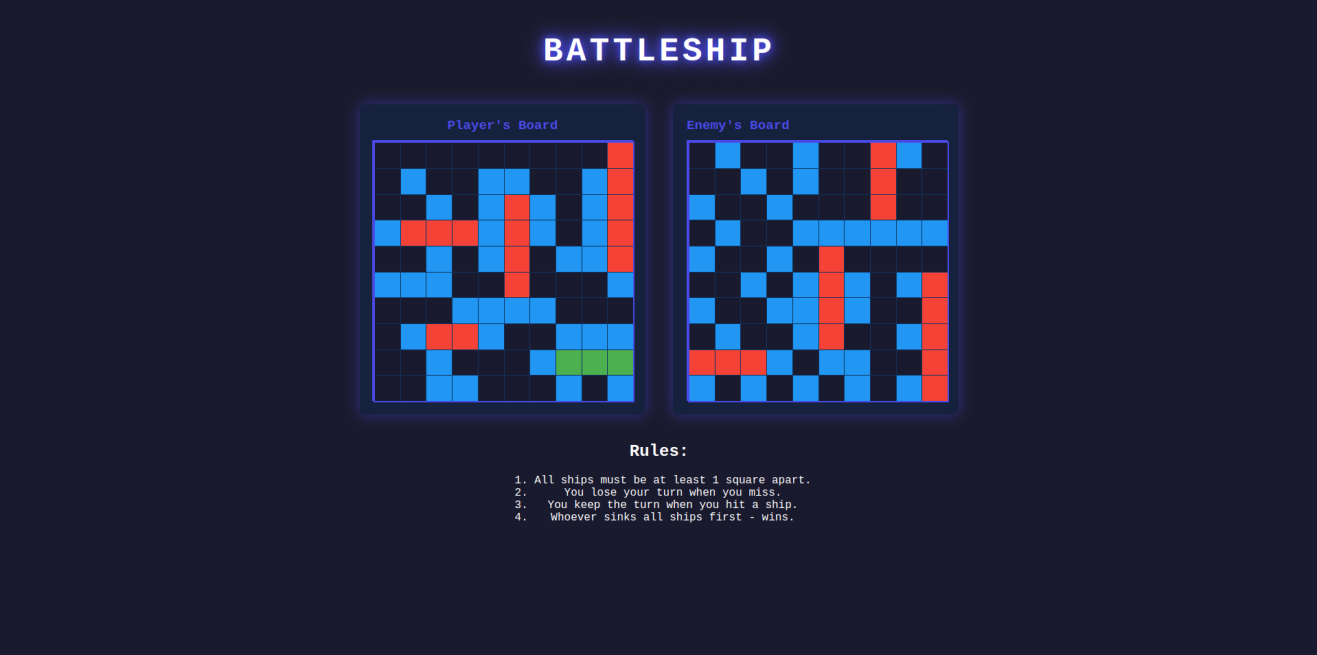 BATTLESHIP
Player's Board
Enemy's Board
Rules:
1. All ships must be at least 1 square apart.
2. You lose your turn when you miss.
3. You keep the turn when you hit a ship.
4. Whoever sinks all ships first - wins.